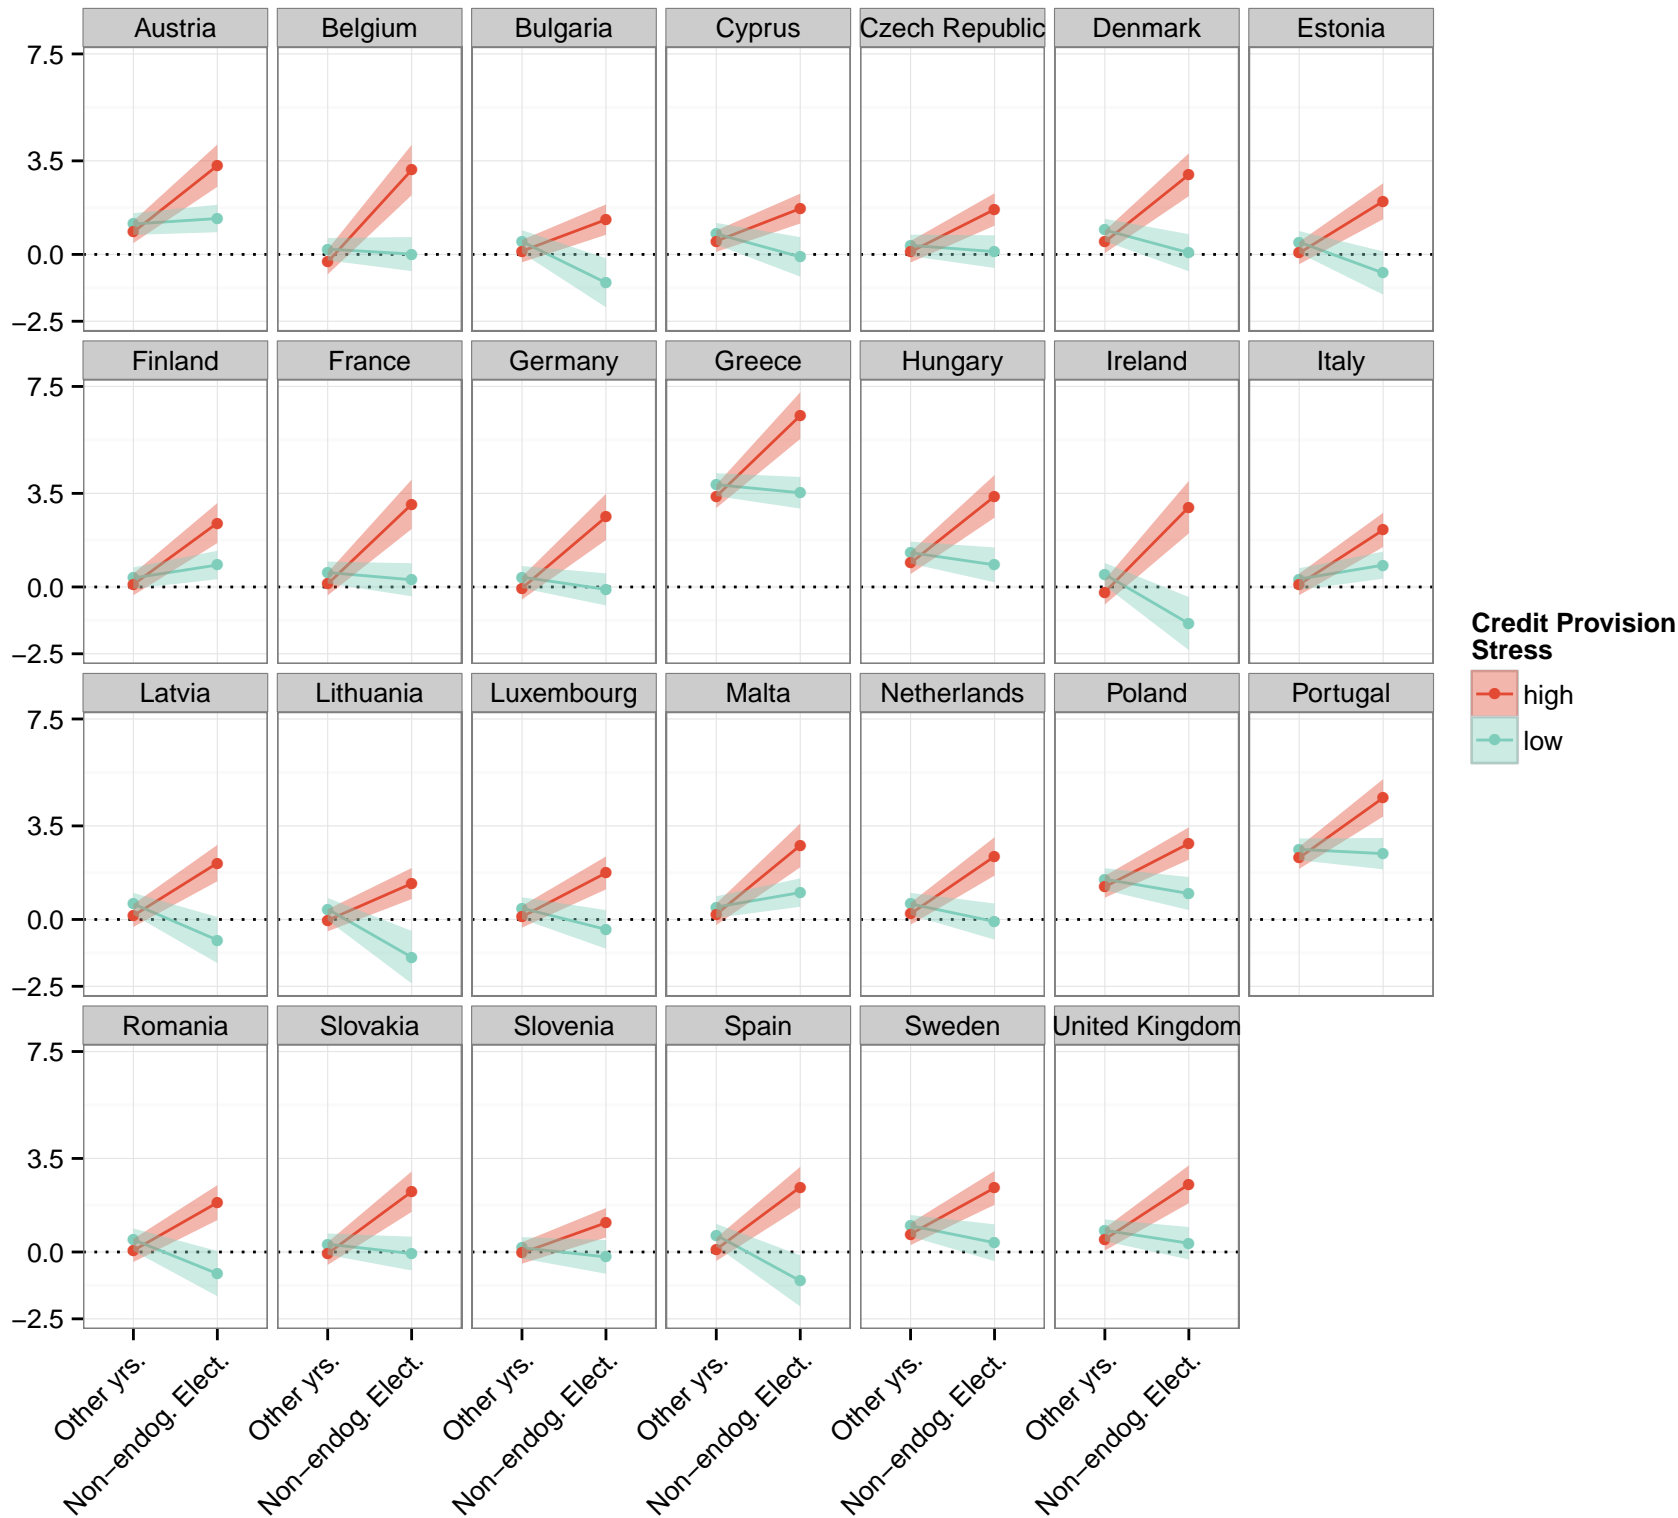 Austria Belgium Bulgaria Cyprus Czech Republic Denmark Estonia
7.5
3.5
0.0
−2.5
Finland France Germany Greece Hungary Ireland Italy
7.5
3.5
0.0
−2.5
Credit Provision
Stress
high
low
Latvia Lithuania Luxembourg Malta Netherlands Poland Portugal
7.5
3.5
0.0
−2.5
Romania Slovakia Slovenia Spain Sweden United Kingdom
7.5
3.5
0.0
−2.5
Other yrs. Non−endog. Elect. Other yrs. Non−endog. Elect. Other yrs. Non−endog. Elect. Other yrs. Non−endog. Elect. Other yrs. Non−endog. Elect. Other yrs. Non−endog. Elect.